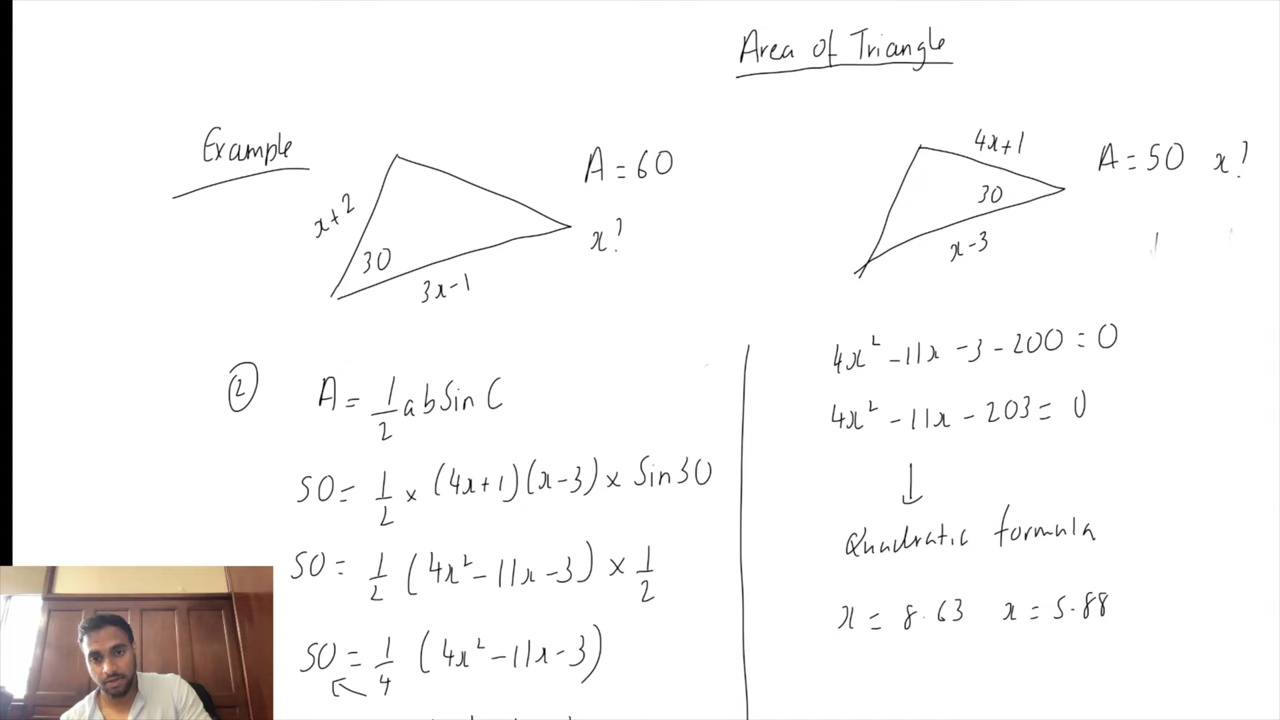 Area of Triangle
Example
x+2
30
3x-1
A = 60
x?
4x+1
30
x-3
A = 50 x?
②
A = 1/2 ab Sin C
50 = 1/2 × (4x+1)(x-3) × Sin30
50 = 1/2 (4x² - 11x - 3) × 1/2
50 = 1/4 (4x² - 11x - 3)
4x² - 11x - 3 - 200 = 0
4x² - 11x - 203 = 0
Quadratic formula
x = 8.63 x = 5.88